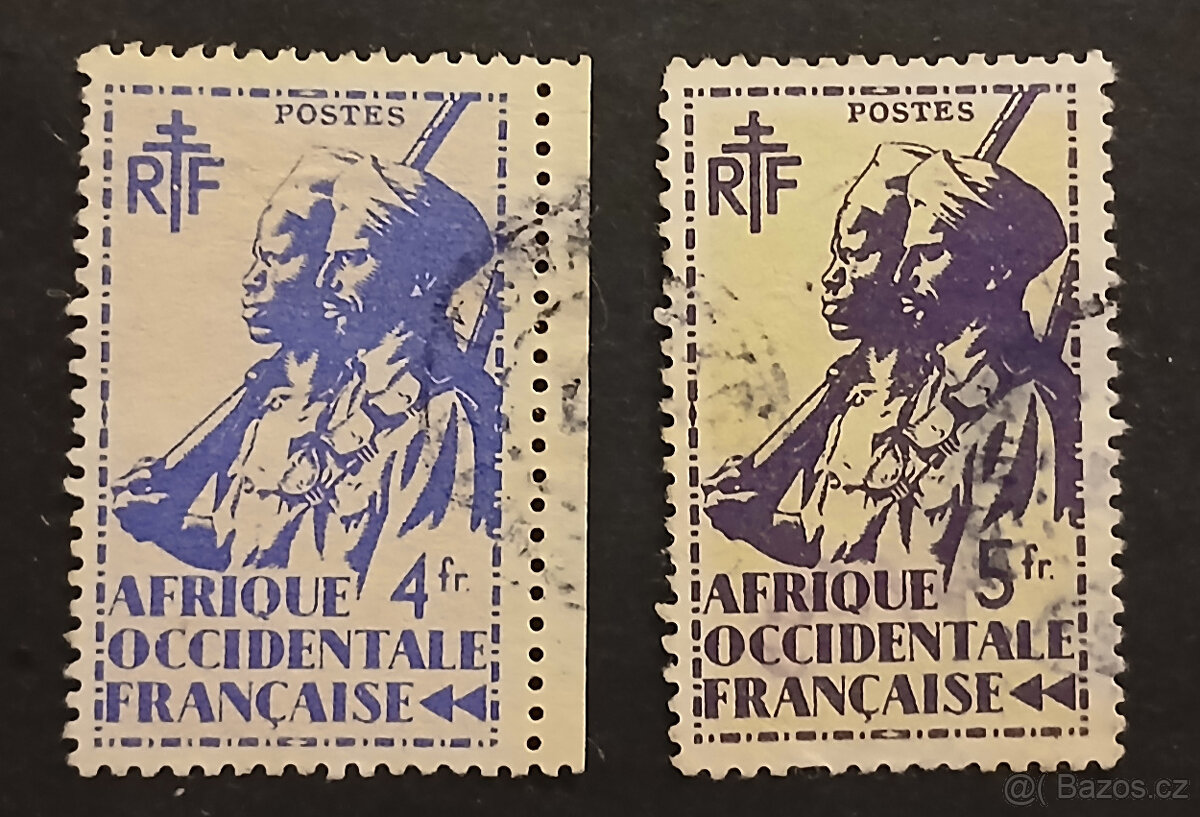 POSTES
RF
AFRIQUE 4 fr.
OCCIDENTALE
FRANÇAISE
POSTES
RF
AFRIQUE 5 fr.
OCCIDENTALE
FRANÇAISE
@( Bazos.cz